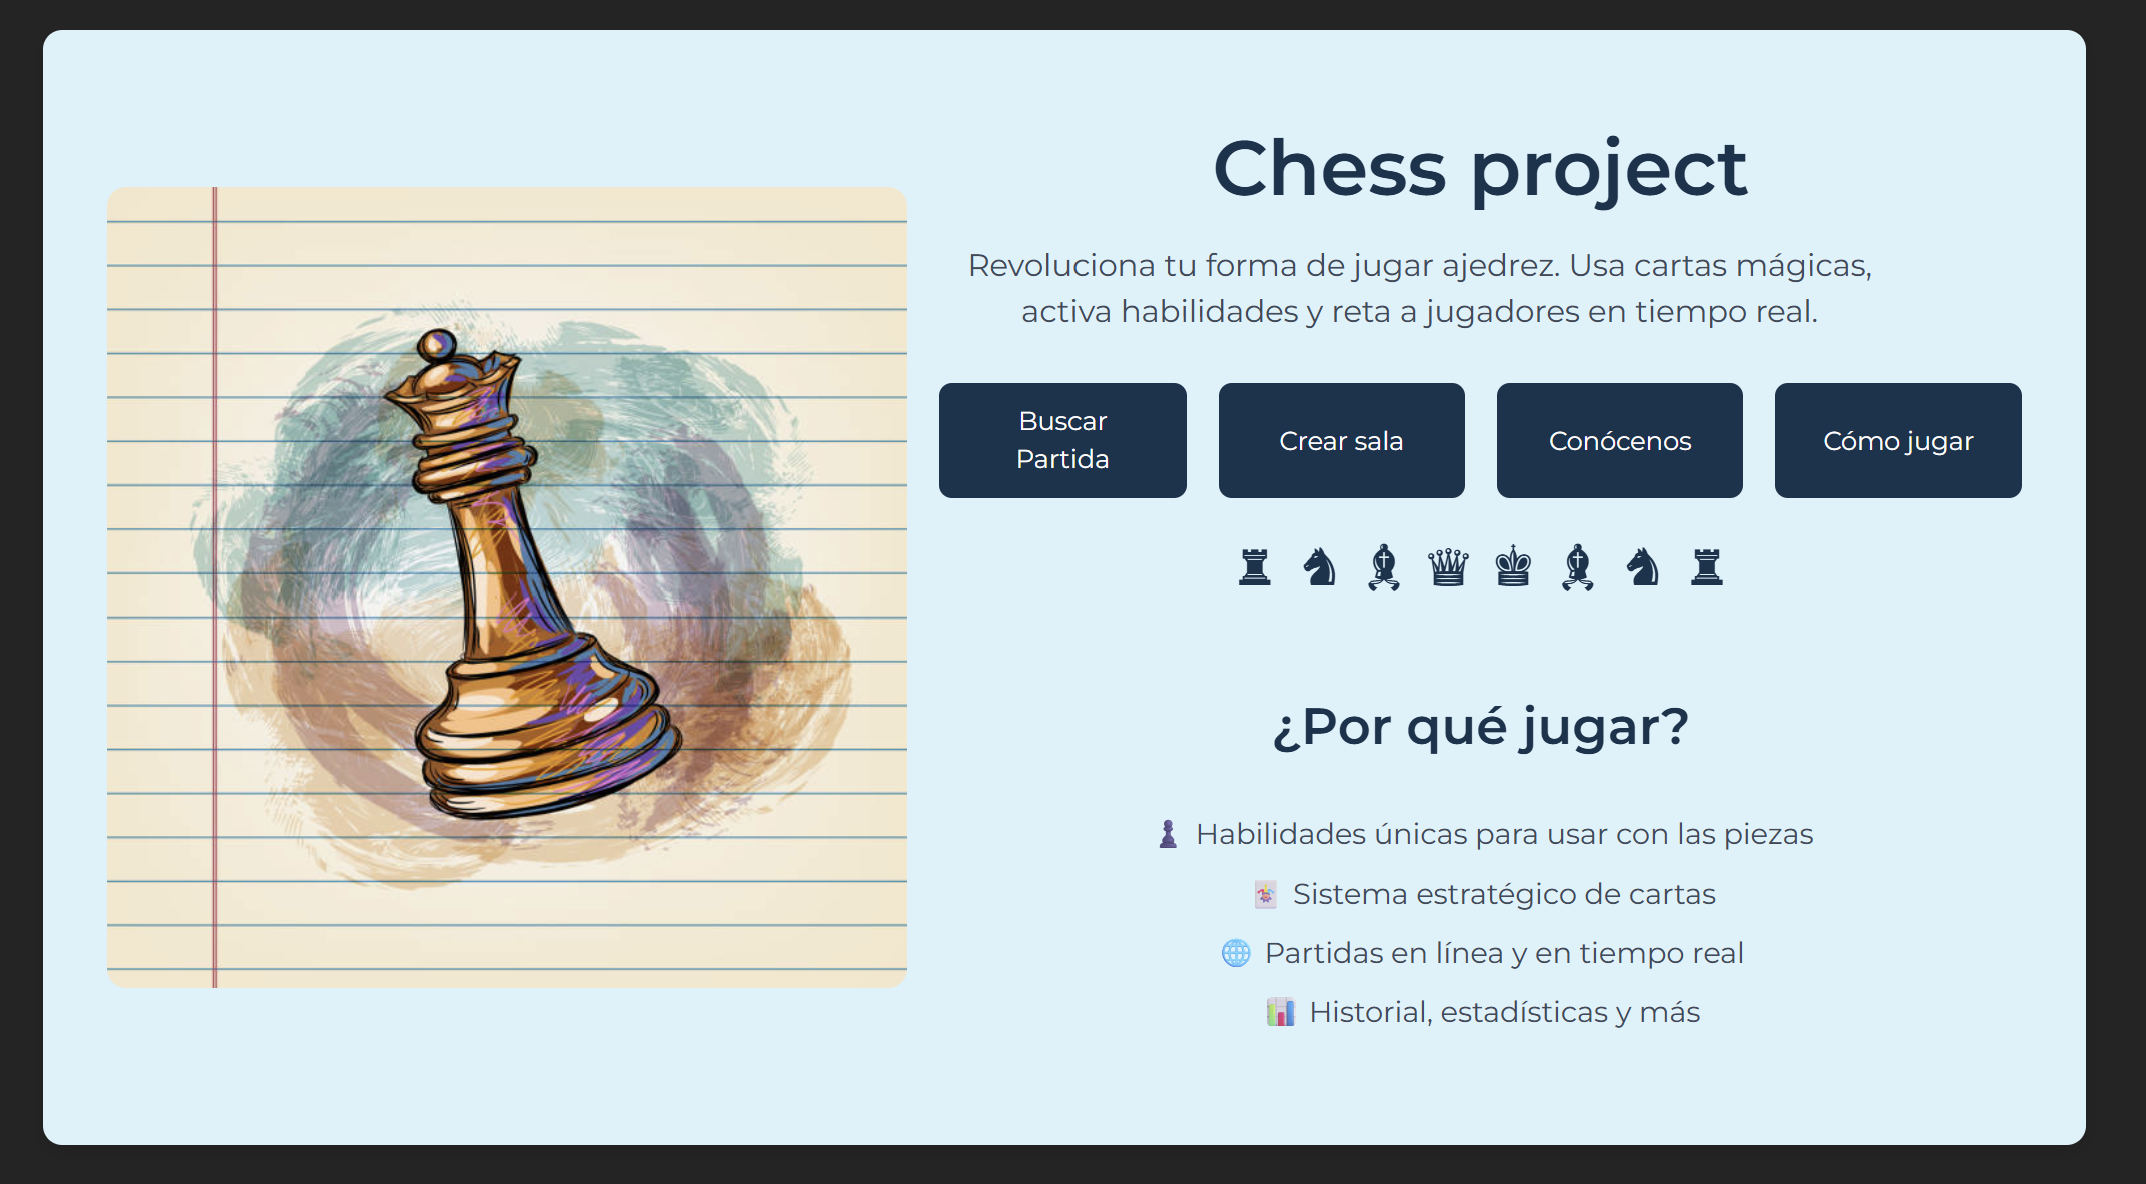 Chess project
Revoluciona tu forma de jugar ajedrez. Usa cartas mágicas,
activa habilidades y reta a jugadores en tiempo real.
Buscar
Partida
Crear sala
Conócenos
Cómo jugar
♜ ♞ ♝ ♛ ♚ ♝ ♞ ♜
¿Por qué jugar?
♟️ Habilidades únicas para usar con las piezas
🃏 Sistema estratégico de cartas
🌐 Partidas en línea y en tiempo real
📊 Historial, estadísticas y más